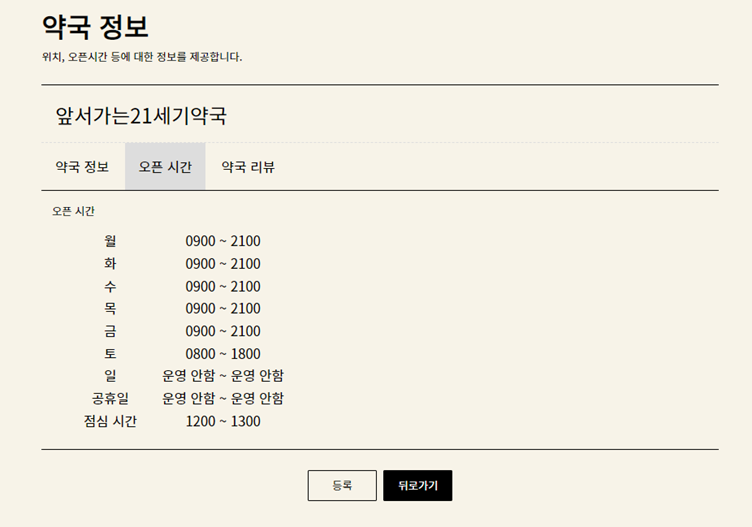 약국 정보
위치, 오픈시간 등에 대한 정보를 제공합니다.
앞서가는21세기약국
약국 정보 오픈 시간 약국 리뷰
오픈 시간
월 0900 ~ 2100
화 0900 ~ 2100
수 0900 ~ 2100
목 0900 ~ 2100
금 0900 ~ 2100
토 0800 ~ 1800
일 운영 안함 ~ 운영 안함
공휴일 운영 안함 ~ 운영 안함
점심 시간 1200 ~ 1300
등록 뒤로가기